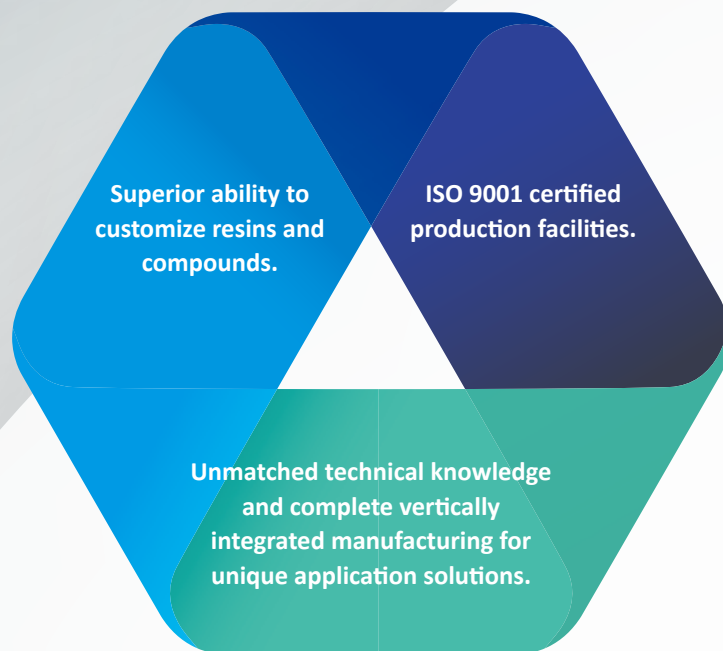 Superior ability to
customize resins and
compounds.
ISO 9001 certified
production facilities.
Unmatched technical knowledge
and complete vertically
integrated manufacturing for
unique application solutions.